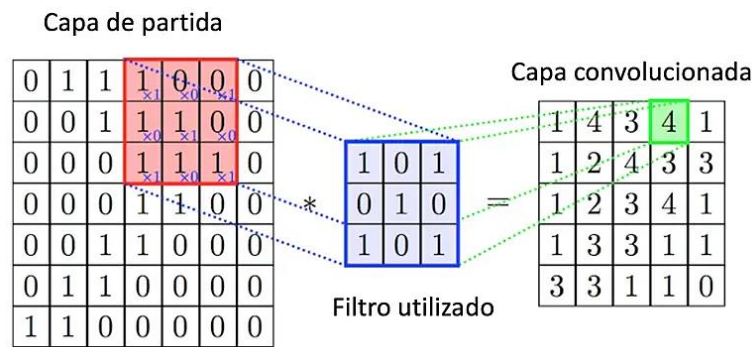 Capa de partida
Capa convolucionada
0 1 1 1 0 0 0
×1 ×0 ×1
0 0 1 1 1 0 0
×0 ×1 ×0
0 0 0 1 1 1 0
×1 ×0 ×1
0 0 0 1 1 0 0
0 0 1 1 0 0 0
0 1 1 0 0 0 0
1 1 0 0 0 0 0
*
1 0 1
0 1 0
1 0 1
Filtro utilizado
=
1 4 3 4 1
1 2 4 3 3
1 2 3 4 1
1 3 3 1 1
3 3 1 1 0